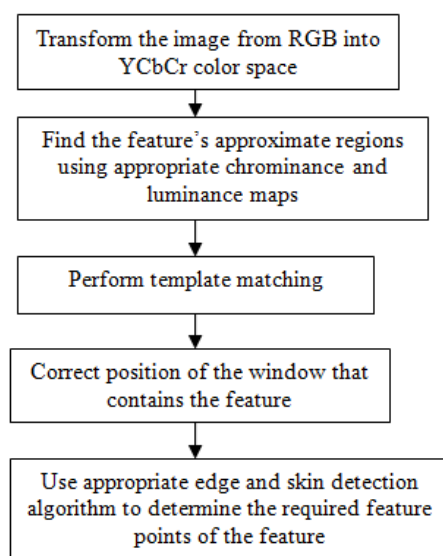 Transform the image from RGB into
YCbCr color space
Find the feature's approximate regions
using appropriate chrominance and
luminance maps
Perform template matching
Correct position of the window that
contains the feature
Use appropriate edge and skin detection
algorithm to determine the required feature
points of the feature